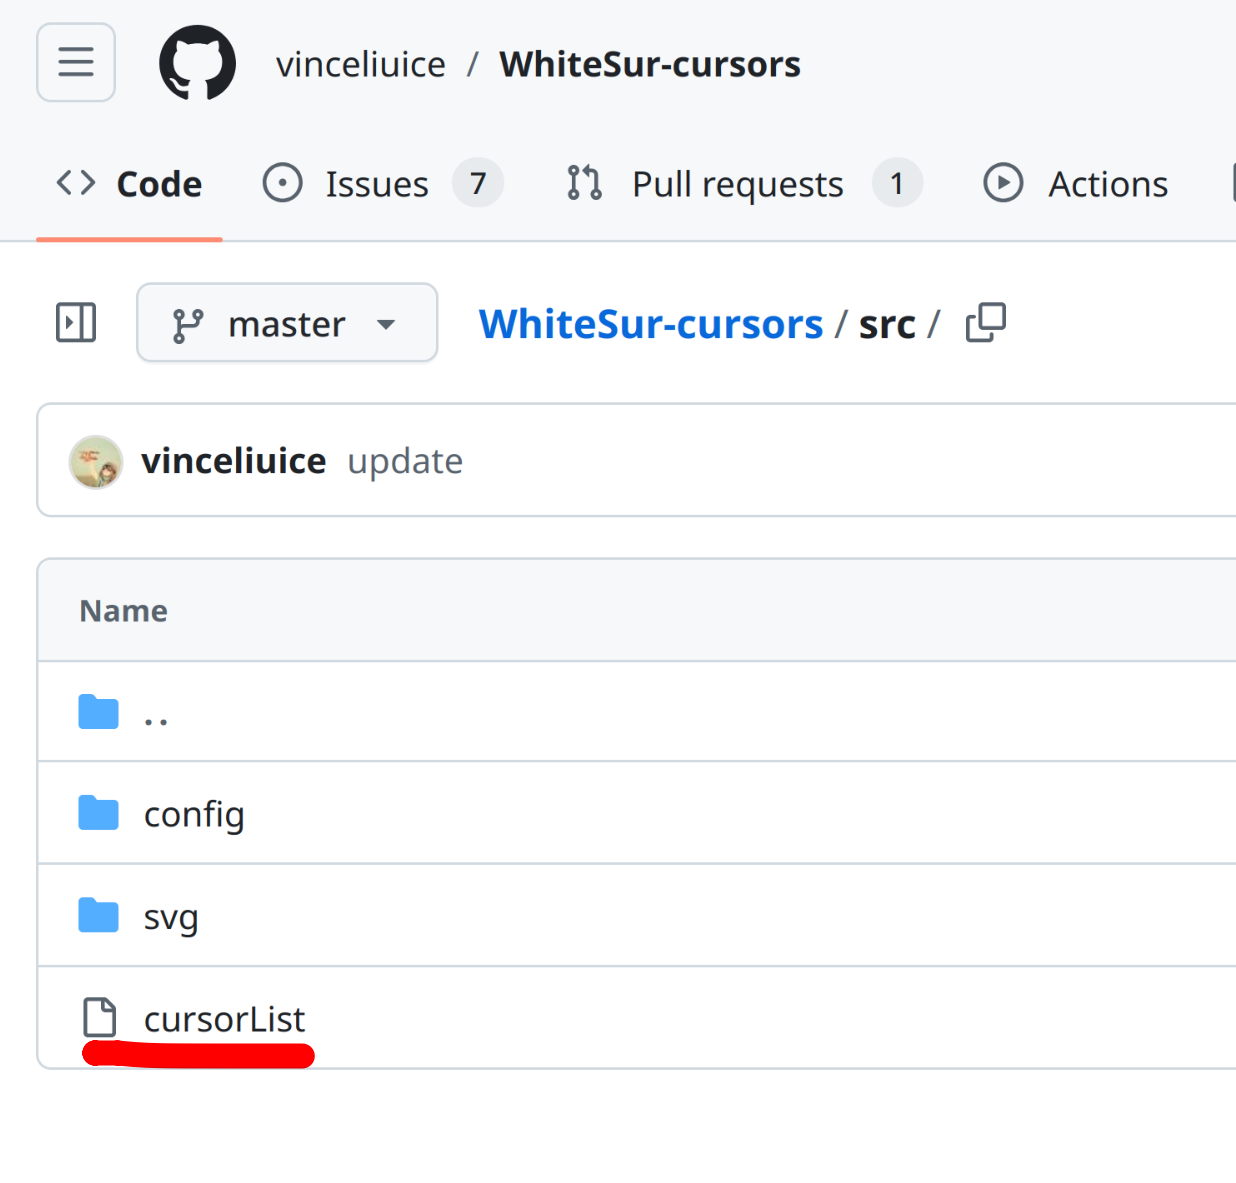 vinceliuice / WhiteSur-cursors
Code Issues 7 Pull requests 1 Actions
master WhiteSur-cursors / src /
vinceliuice update
Name
..
config
svg
cursorList